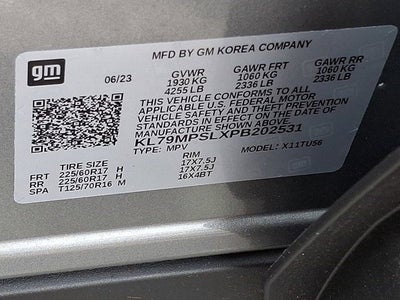 gm
MFD BY GM KOREA COMPANY
06/23 GVWR GAWR FRT GAWR RR
1930 KG 1060 KG 1060 KG
4255 LB 2336 LB 2336 LB
THIS VEHICLE CONFORMS TO ALL
APPLICABLE U.S. FEDERAL MOTOR
VEHICLE SAFETY AND THEFT PREVENTION
STANDARDS IN EFFECT ON THE DATE OF
MANUFACTURE SHOWN ABOVE.
KL79MPSLXPB202531
TYPE: MPV MODEL: X11TU56
TIRE SIZE RIM
FRT 225/60R17 H 17X7.5J
RR 225/60R17 H 17X7.5J
SPA T125/70R16 M 16X4BT